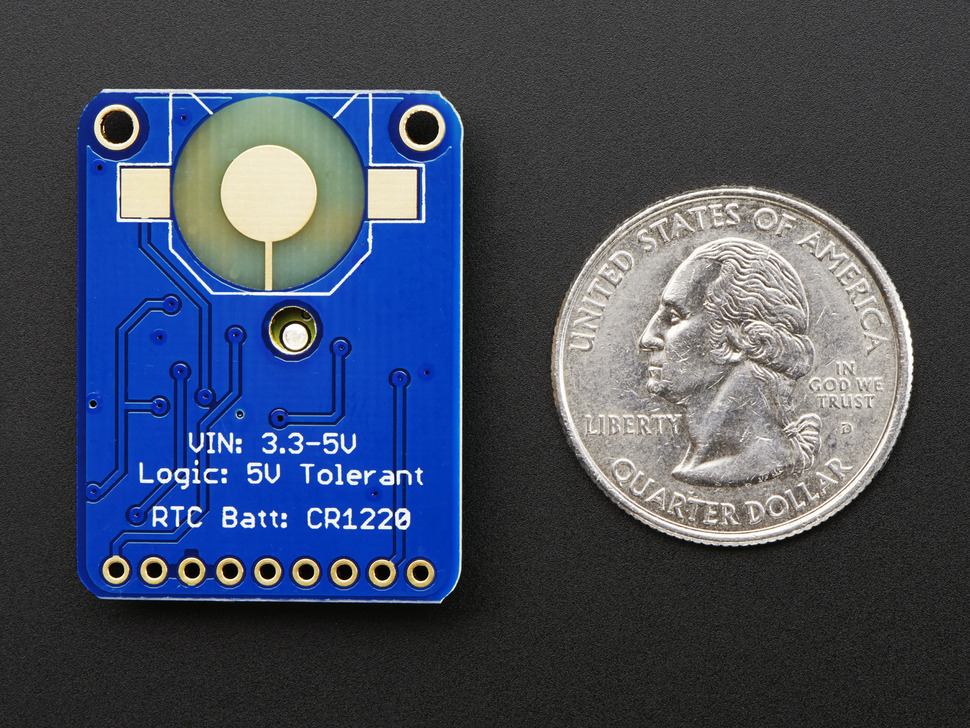 VIN: 3.3-5V
Logic: 5V Tolerant
RTC Batt: CR1220
UNITED STATES OF AMERICA
IN
GOD WE
TRUST
LIBERTY
D
QUARTER DOLLAR